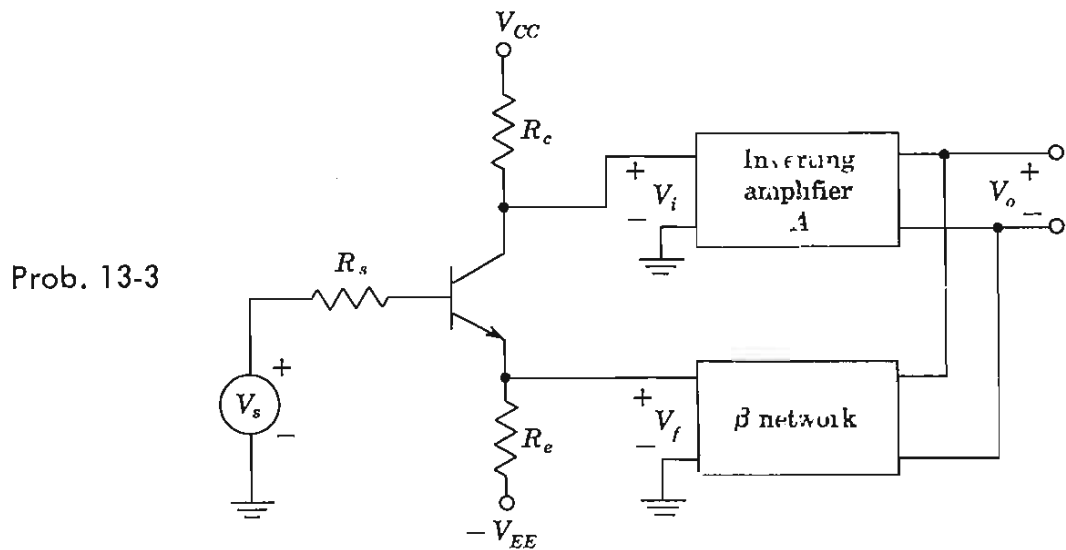 V_CC
R_c
Inverting
amplifier
A
+
V_i
−
+
V_o
−
Prob. 13-3
R_s
+
V_s
−
+
V_f
−
β network
R_e
− V_EE